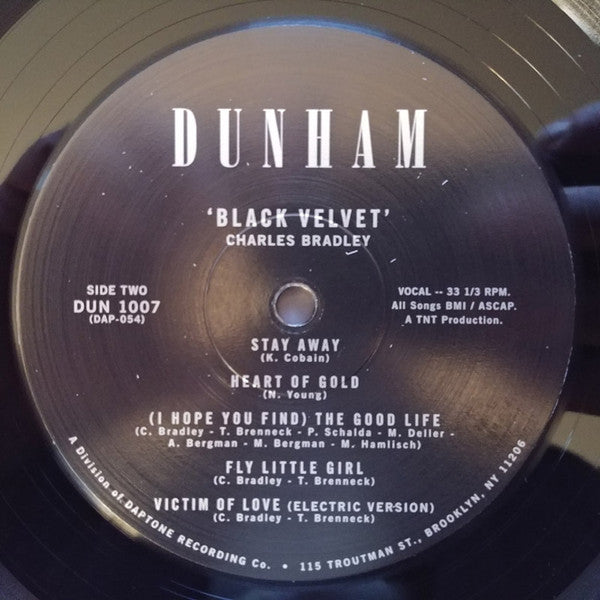 DUNHAM
'BLACK VELVET'
CHARLES BRADLEY
SIDE TWO
DUN 1007
(DAP-054)
VOCAL -- 33 1/3 RPM.
All Songs BMI / ASCAP.
A TNT Production.
STAY AWAY
(K. Cobain)
HEART OF GOLD
(N. Young)
(I HOPE YOU FIND) THE GOOD LIFE
(C. Bradley - T. Brenneck - P. Schalda - M. Deller -
A. Bergman - M. Bergman - M. Hamlisch)
FLY LITTLE GIRL
(C. Bradley - T. Brenneck)
VICTIM OF LOVE (ELECTRIC VERSION)
(C. Bradley - T. Brenneck)
A Division of DAPTONE RECORDING Co. • 115 TROUTMAN ST., BROOKLYN, NY 11206